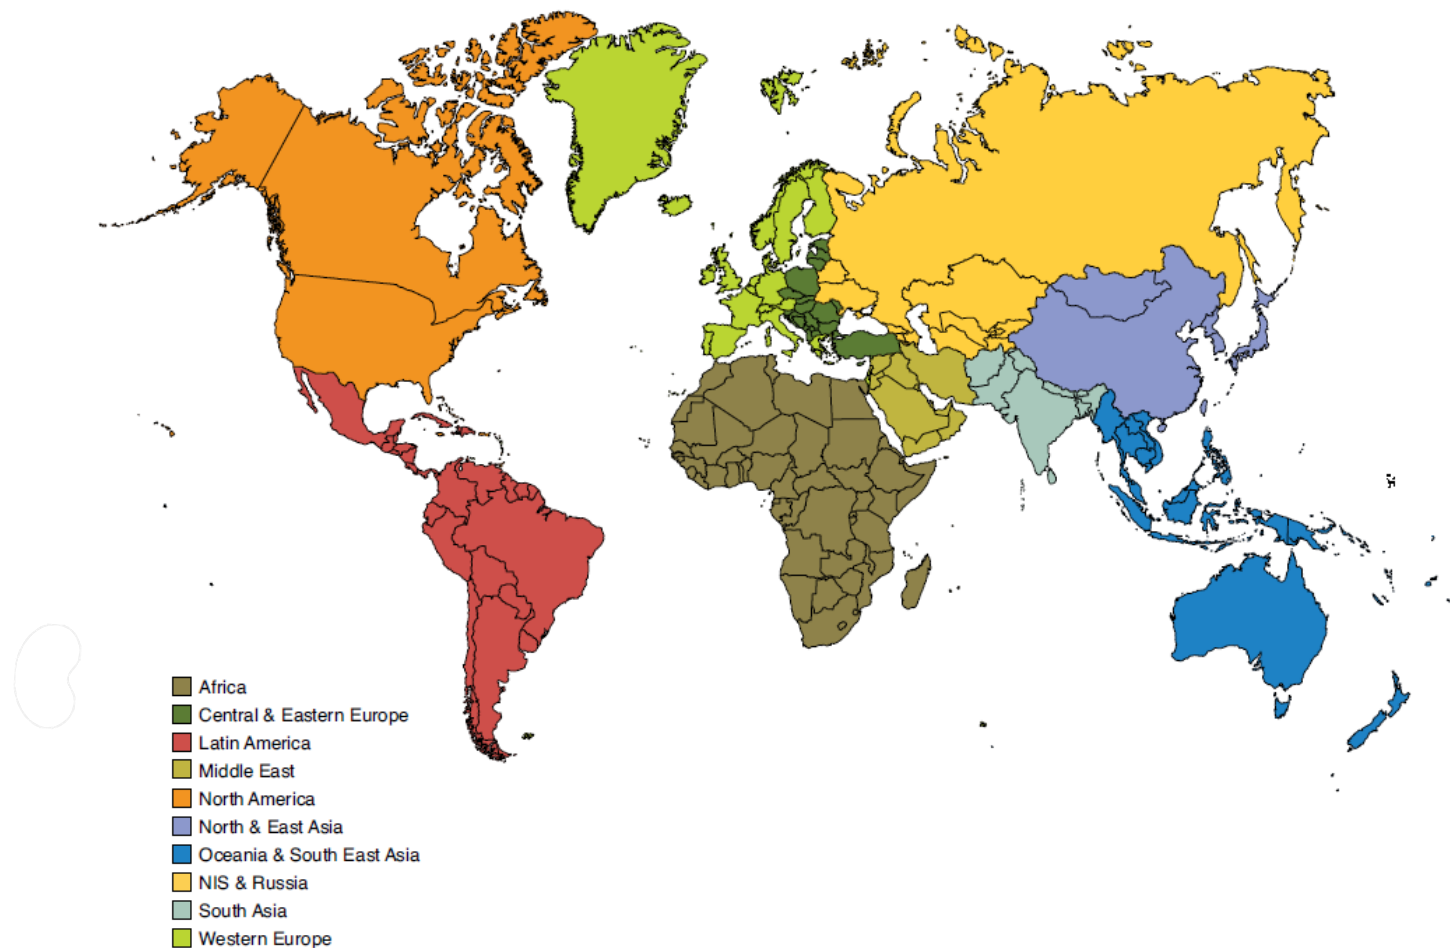 Africa
Central & Eastern Europe
Latin America
Middle East
North America
North & East Asia
Oceania & South East Asia
NIS & Russia
South Asia
Western Europe